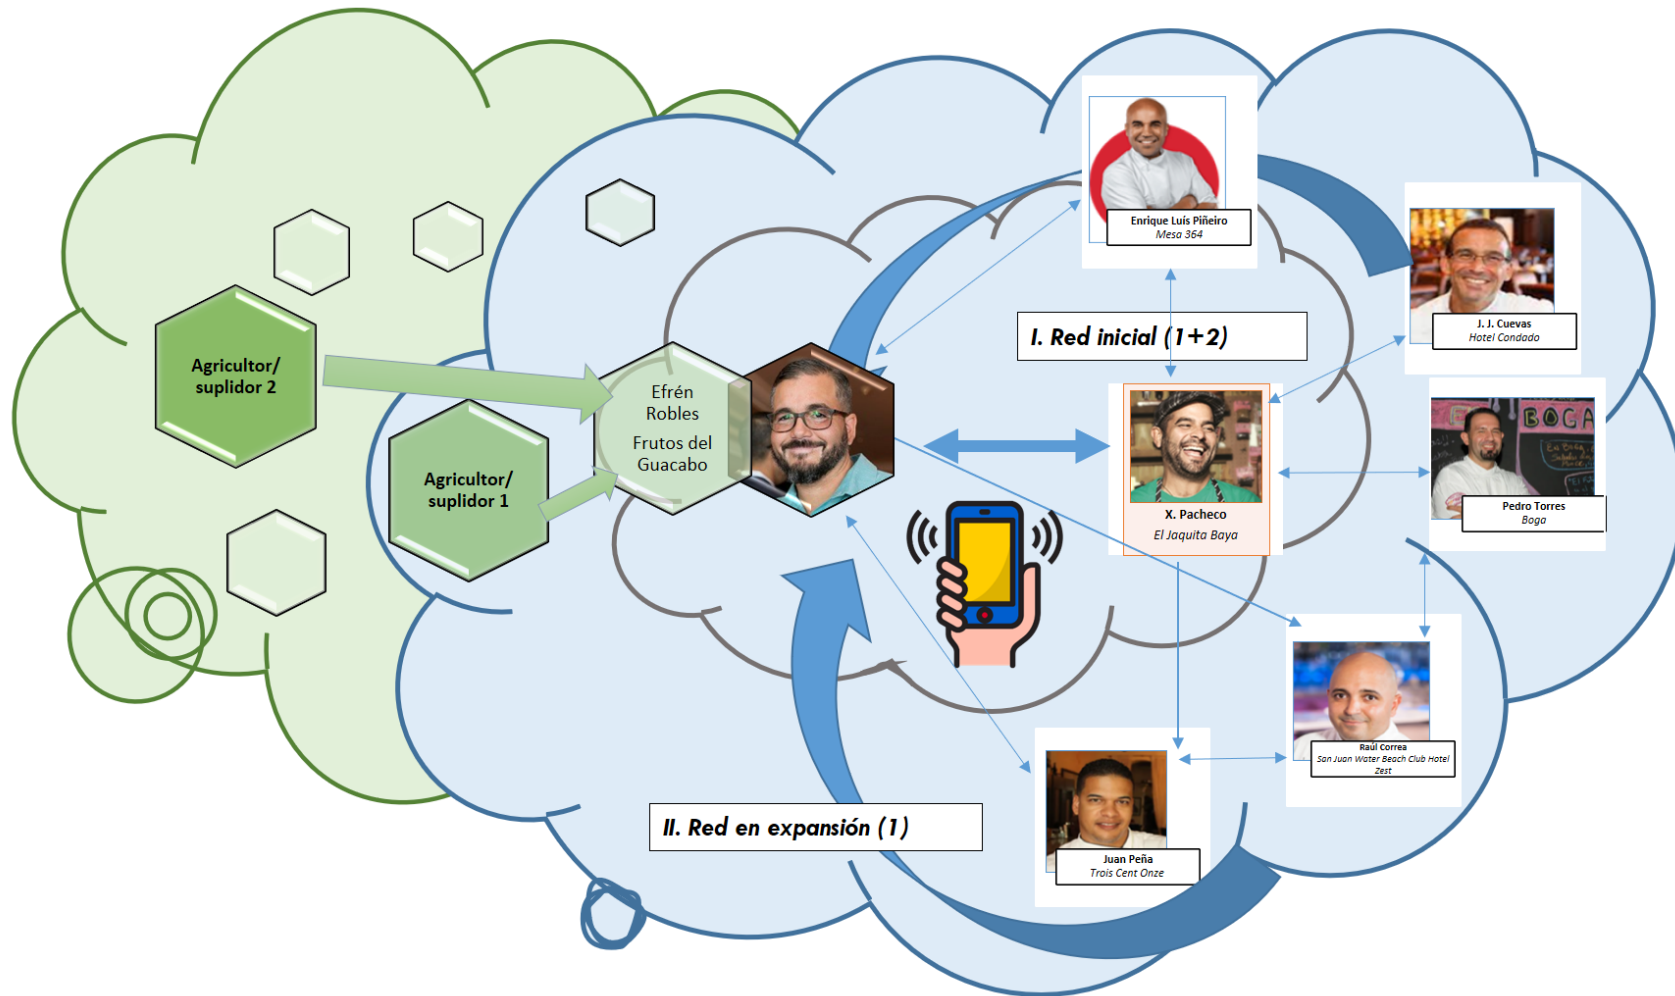 Enrique Luís Piñeiro
Mesa 364
J. J. Cuevas
Hotel Condado
I. Red inicial (1+2)
Agricultor/
suplidor 2
Efrén
Robles
Frutos del
Guacabo
BOGA
Agricultor/
suplidor 1
Pedro Torres
Boga
X. Pacheco
El Jaquita Baya
Raúl Correa
San Juan Water Beach Club Hotel
Zest
II. Red en expansión (1)
Juan Peña
Trois Cent Onze